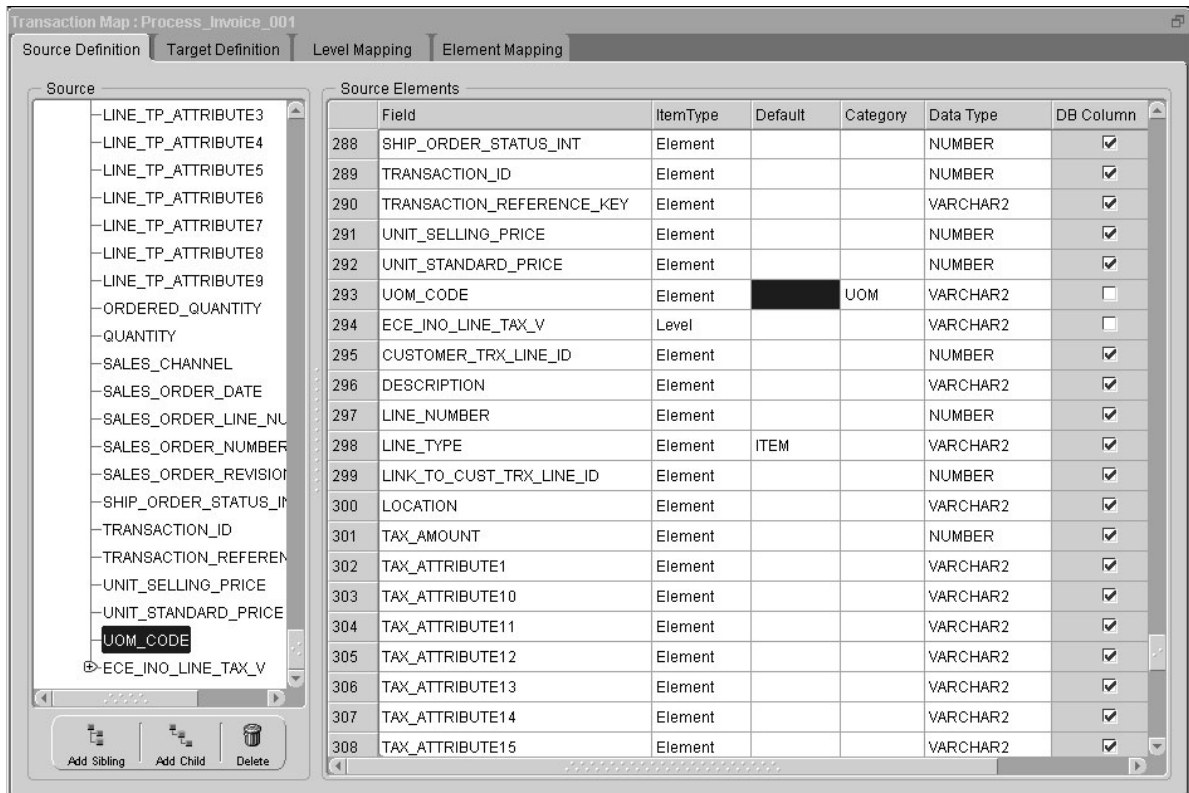 Transaction Map : Process_Invoice_001
Source Definition Target Definition Level Mapping Element Mapping
Source
LINE_TP_ATTRIBUTE3
LINE_TP_ATTRIBUTE4
LINE_TP_ATTRIBUTE5
LINE_TP_ATTRIBUTE6
LINE_TP_ATTRIBUTE7
LINE_TP_ATTRIBUTE8
LINE_TP_ATTRIBUTE9
ORDERED_QUANTITY
QUANTITY
SALES_CHANNEL
SALES_ORDER_DATE
SALES_ORDER_LINE_NU
SALES_ORDER_NUMBER
SALES_ORDER_REVISION
SHIP_ORDER_STATUS_IN
TRANSACTION_ID
TRANSACTION_REFEREN
UNIT_SELLING_PRICE
UNIT_STANDARD_PRICE
UOM_CODE
ECE_INO_LINE_TAX_V
Add Sibling Add Child Delete
Source Elements
Field ItemType Default Category Data Type DB Column
288 SHIP_ORDER_STATUS_INT Element NUMBER
289 TRANSACTION_ID Element NUMBER
290 TRANSACTION_REFERENCE_KEY Element VARCHAR2
291 UNIT_SELLING_PRICE Element NUMBER
292 UNIT_STANDARD_PRICE Element NUMBER
293 UOM_CODE Element UOM VARCHAR2
294 ECE_INO_LINE_TAX_V Level VARCHAR2
295 CUSTOMER_TRX_LINE_ID Element NUMBER
296 DESCRIPTION Element VARCHAR2
297 LINE_NUMBER Element NUMBER
298 LINE_TYPE Element ITEM VARCHAR2
299 LINK_TO_CUST_TRX_LINE_ID Element NUMBER
300 LOCATION Element VARCHAR2
301 TAX_AMOUNT Element NUMBER
302 TAX_ATTRIBUTE1 Element VARCHAR2
303 TAX_ATTRIBUTE10 Element VARCHAR2
304 TAX_ATTRIBUTE11 Element VARCHAR2
305 TAX_ATTRIBUTE12 Element VARCHAR2
306 TAX_ATTRIBUTE13 Element VARCHAR2
307 TAX_ATTRIBUTE14 Element VARCHAR2
308 TAX_ATTRIBUTE15 Element VARCHAR2